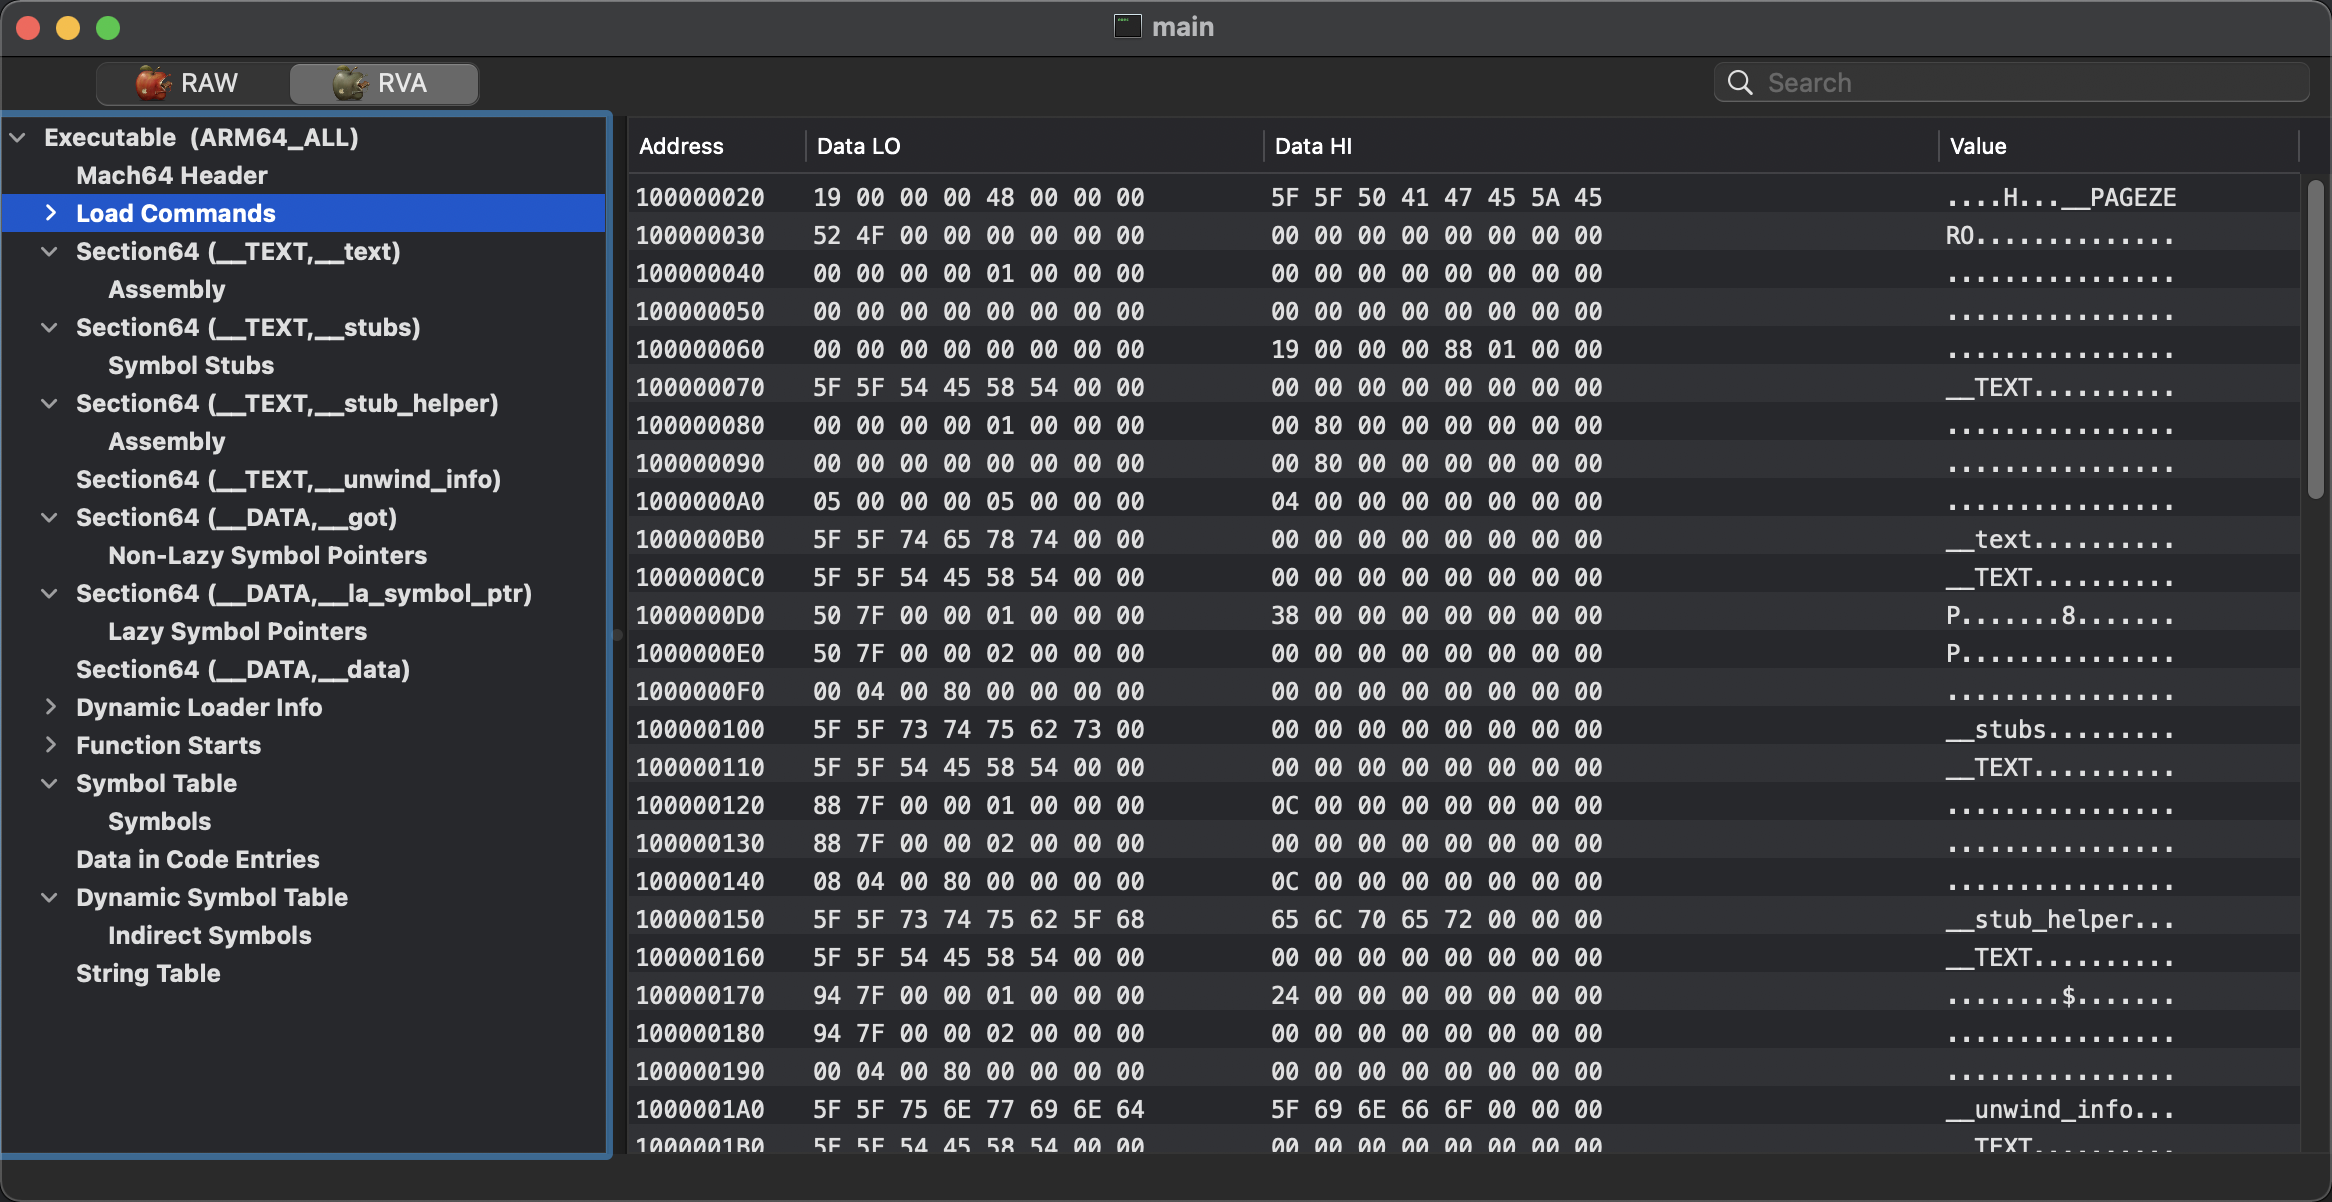 main
RAW RVA Search
Executable (ARM64_ALL)
Mach64 Header
Load Commands
Section64 (__TEXT,__text)
Assembly
Section64 (__TEXT,__stubs)
Symbol Stubs
Section64 (__TEXT,__stub_helper)
Assembly
Section64 (__TEXT,__unwind_info)
Section64 (__DATA,__got)
Non-Lazy Symbol Pointers
Section64 (__DATA,__la_symbol_ptr)
Lazy Symbol Pointers
Section64 (__DATA,__data)
Dynamic Loader Info
Function Starts
Symbol Table
Symbols
Data in Code Entries
Dynamic Symbol Table
Indirect Symbols
String Table
Address Data LO Data HI Value
100000020 19 00 00 00 48 00 00 00 5F 5F 50 41 47 45 5A 45 ....H...__PAGEZE
100000030 52 4F 00 00 00 00 00 00 00 00 00 00 00 00 00 00 RO..............
100000040 00 00 00 00 01 00 00 00 00 00 00 00 00 00 00 00 ................
100000050 00 00 00 00 00 00 00 00 00 00 00 00 00 00 00 00 ................
100000060 00 00 00 00 00 00 00 00 19 00 00 00 88 01 00 00 ................
100000070 5F 5F 54 45 58 54 00 00 00 00 00 00 00 00 00 00 __TEXT..........
100000080 00 00 00 00 01 00 00 00 00 80 00 00 00 00 00 00 ................
100000090 00 00 00 00 00 00 00 00 00 80 00 00 00 00 00 00 ................
1000000A0 05 00 00 00 05 00 00 00 04 00 00 00 00 00 00 00 ................
1000000B0 5F 5F 74 65 78 74 00 00 00 00 00 00 00 00 00 00 __text..........
1000000C0 5F 5F 54 45 58 54 00 00 00 00 00 00 00 00 00 00 __TEXT..........
1000000D0 50 7F 00 00 01 00 00 00 38 00 00 00 00 00 00 00 P.......8.......
1000000E0 50 7F 00 00 02 00 00 00 00 00 00 00 00 00 00 00 P...............
1000000F0 00 04 00 80 00 00 00 00 00 00 00 00 00 00 00 00 ................
100000100 5F 5F 73 74 75 62 73 00 00 00 00 00 00 00 00 00 __stubs.........
100000110 5F 5F 54 45 58 54 00 00 00 00 00 00 00 00 00 00 __TEXT..........
100000120 88 7F 00 00 01 00 00 00 0C 00 00 00 00 00 00 00 ................
100000130 88 7F 00 00 02 00 00 00 00 00 00 00 00 00 00 00 ................
100000140 08 04 00 80 00 00 00 00 0C 00 00 00 00 00 00 00 ................
100000150 5F 5F 73 74 75 62 5F 68 65 6C 70 65 72 00 00 00 __stub_helper...
100000160 5F 5F 54 45 58 54 00 00 00 00 00 00 00 00 00 00 __TEXT..........
100000170 94 7F 00 00 01 00 00 00 24 00 00 00 00 00 00 00 ........$.......
100000180 94 7F 00 00 02 00 00 00 00 00 00 00 00 00 00 00 ................
100000190 00 04 00 80 00 00 00 00 00 00 00 00 00 00 00 00 ................
1000001A0 5F 5F 75 6E 77 69 6E 64 5F 69 6E 66 6F 00 00 00 __unwind_info...
1000001B0 5F 5F 54 45 58 54 00 00 00 00 00 00 00 00 00 00 __TEXT..........